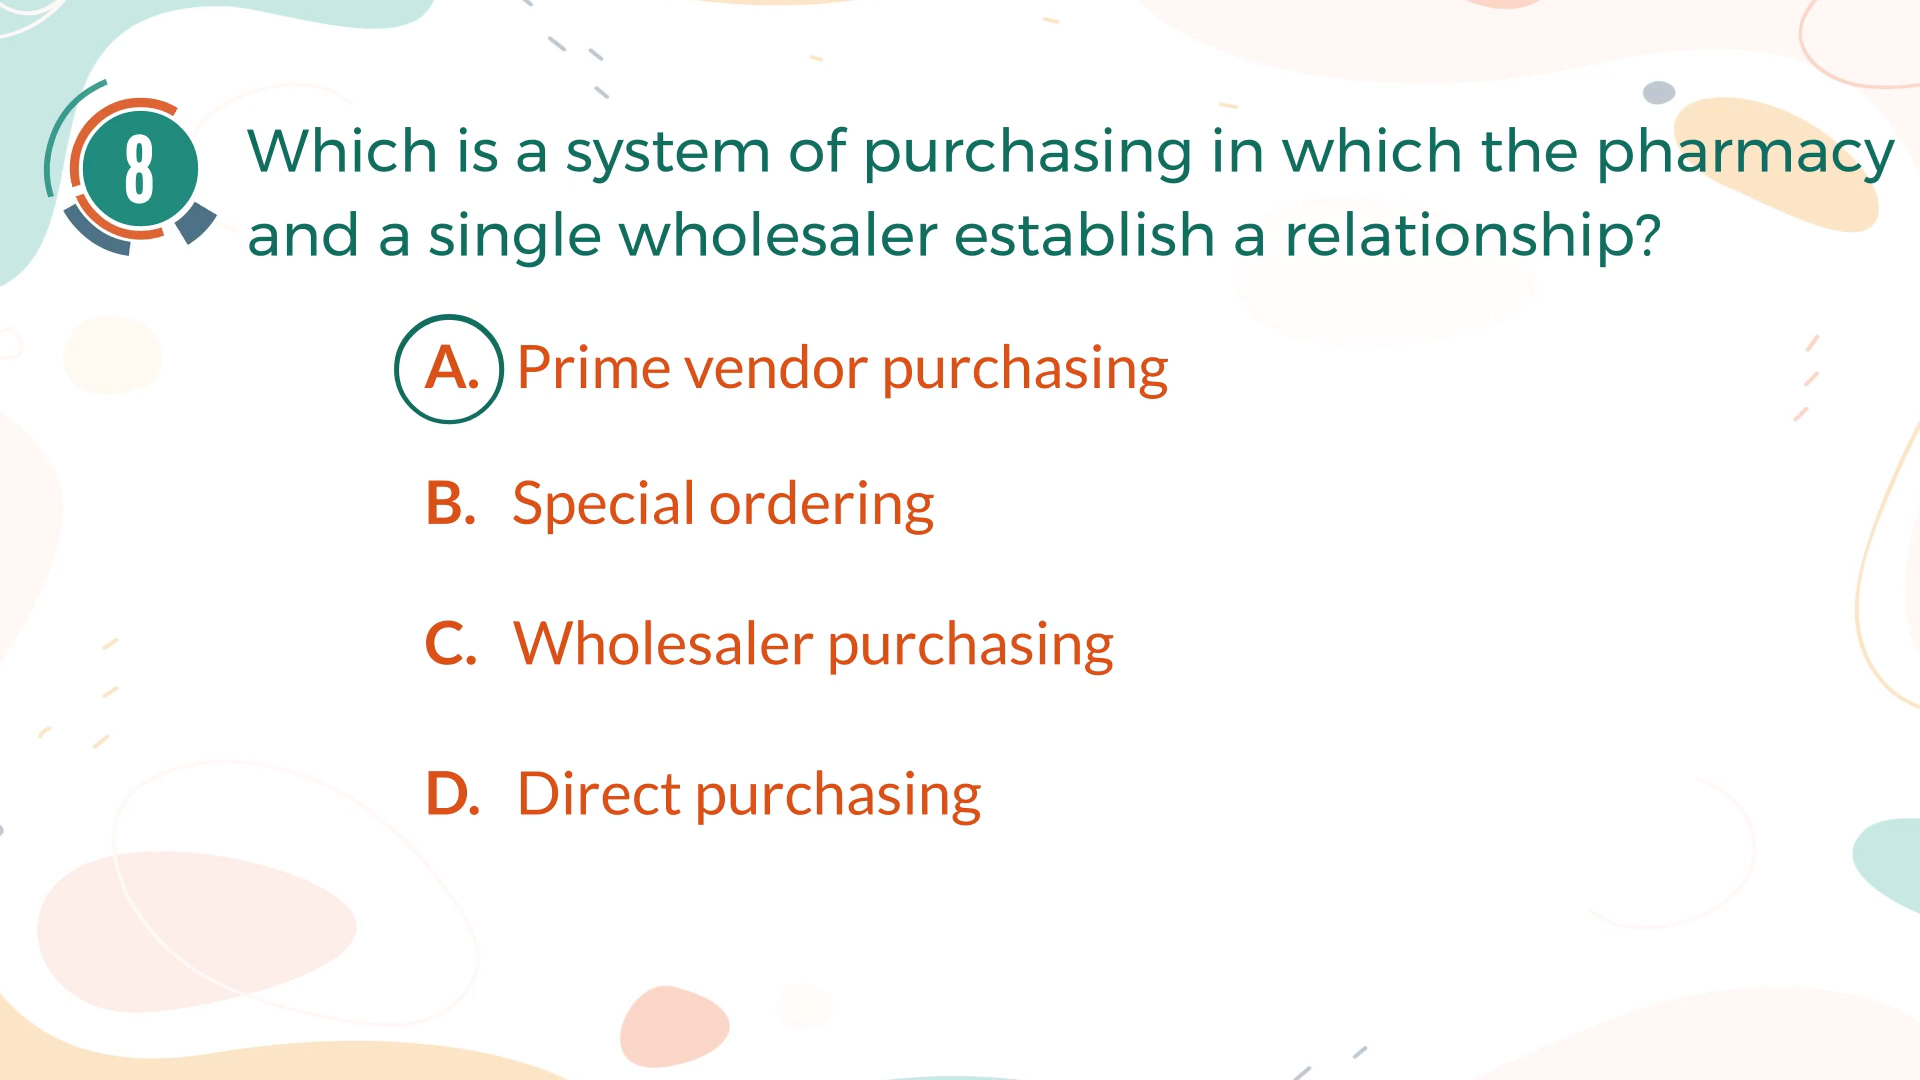 8
Which is a system of purchasing in which the pharmacy
and a single wholesaler establish a relationship?
A. Prime vendor purchasing
B. Special ordering
C. Wholesaler purchasing
D. Direct purchasing